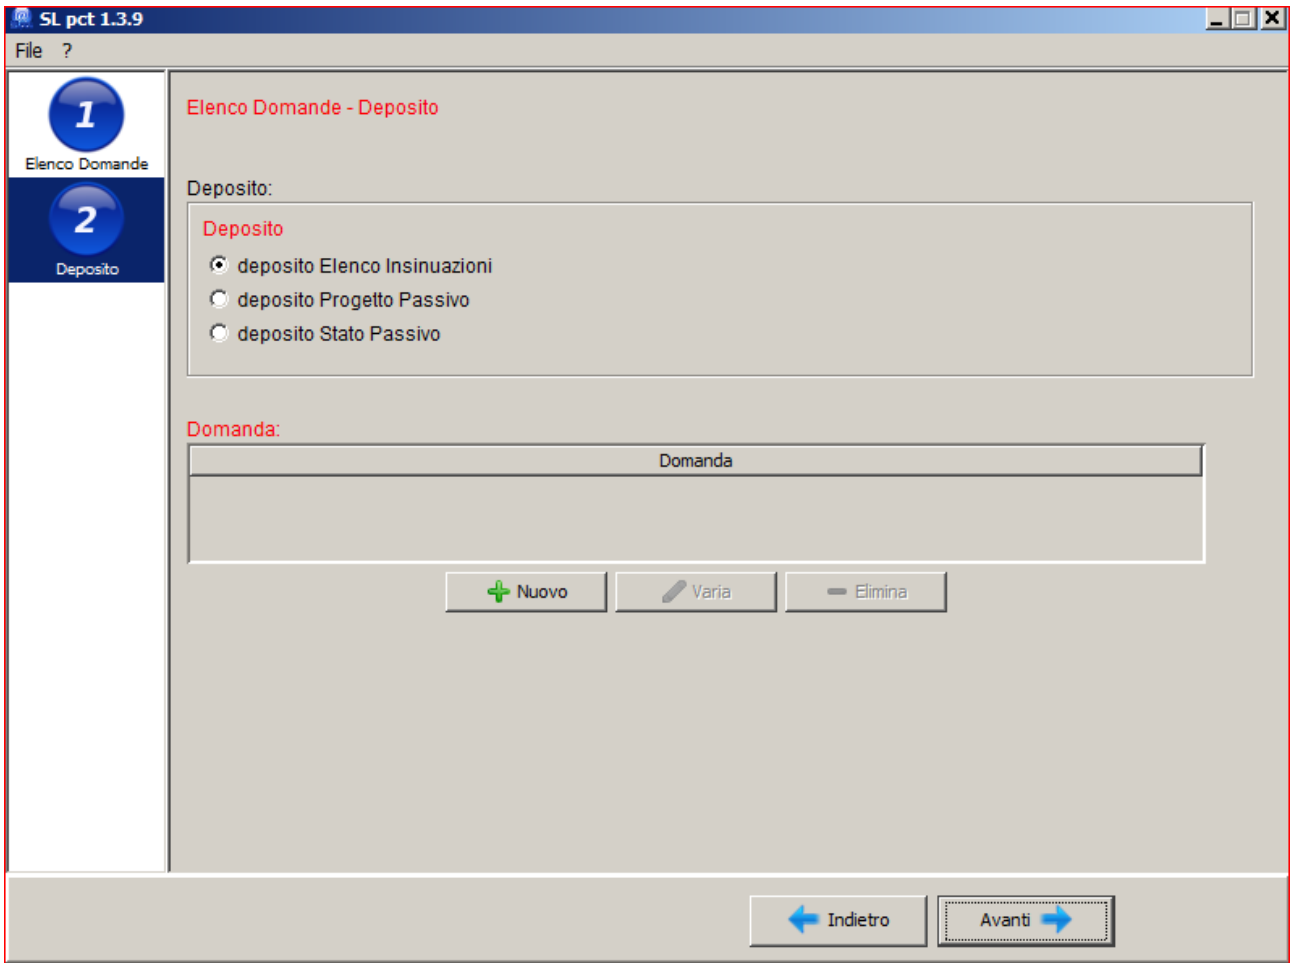 SL pct 1.3.9
File ?
1
Elenco Domande
2
Deposito
Elenco Domande - Deposito
Deposito:
Deposito
deposito Elenco Insinuazioni
deposito Progetto Passivo
deposito Stato Passivo
Domanda:
Domanda
Nuovo Varia Elimina
Indietro Avanti